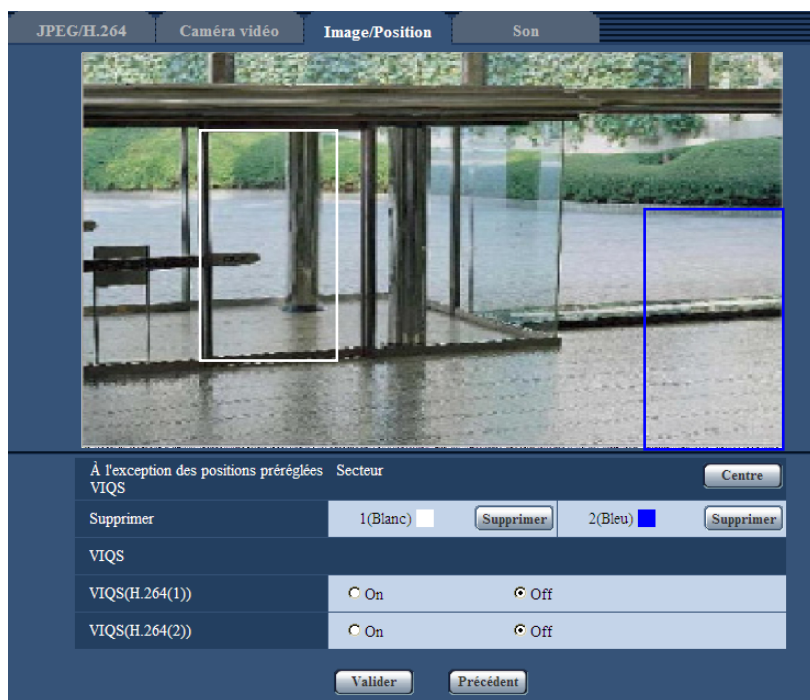 JPEG/H.264 Caméra vidéo Image/Position Son
À l'exception des positions préréglées Secteur Centre
VIQS
Supprimer 1(Blanc) Supprimer 2(Bleu) Supprimer
VIQS
VIQS(H.264(1)) On Off
VIQS(H.264(2)) On Off
Valider Précédent